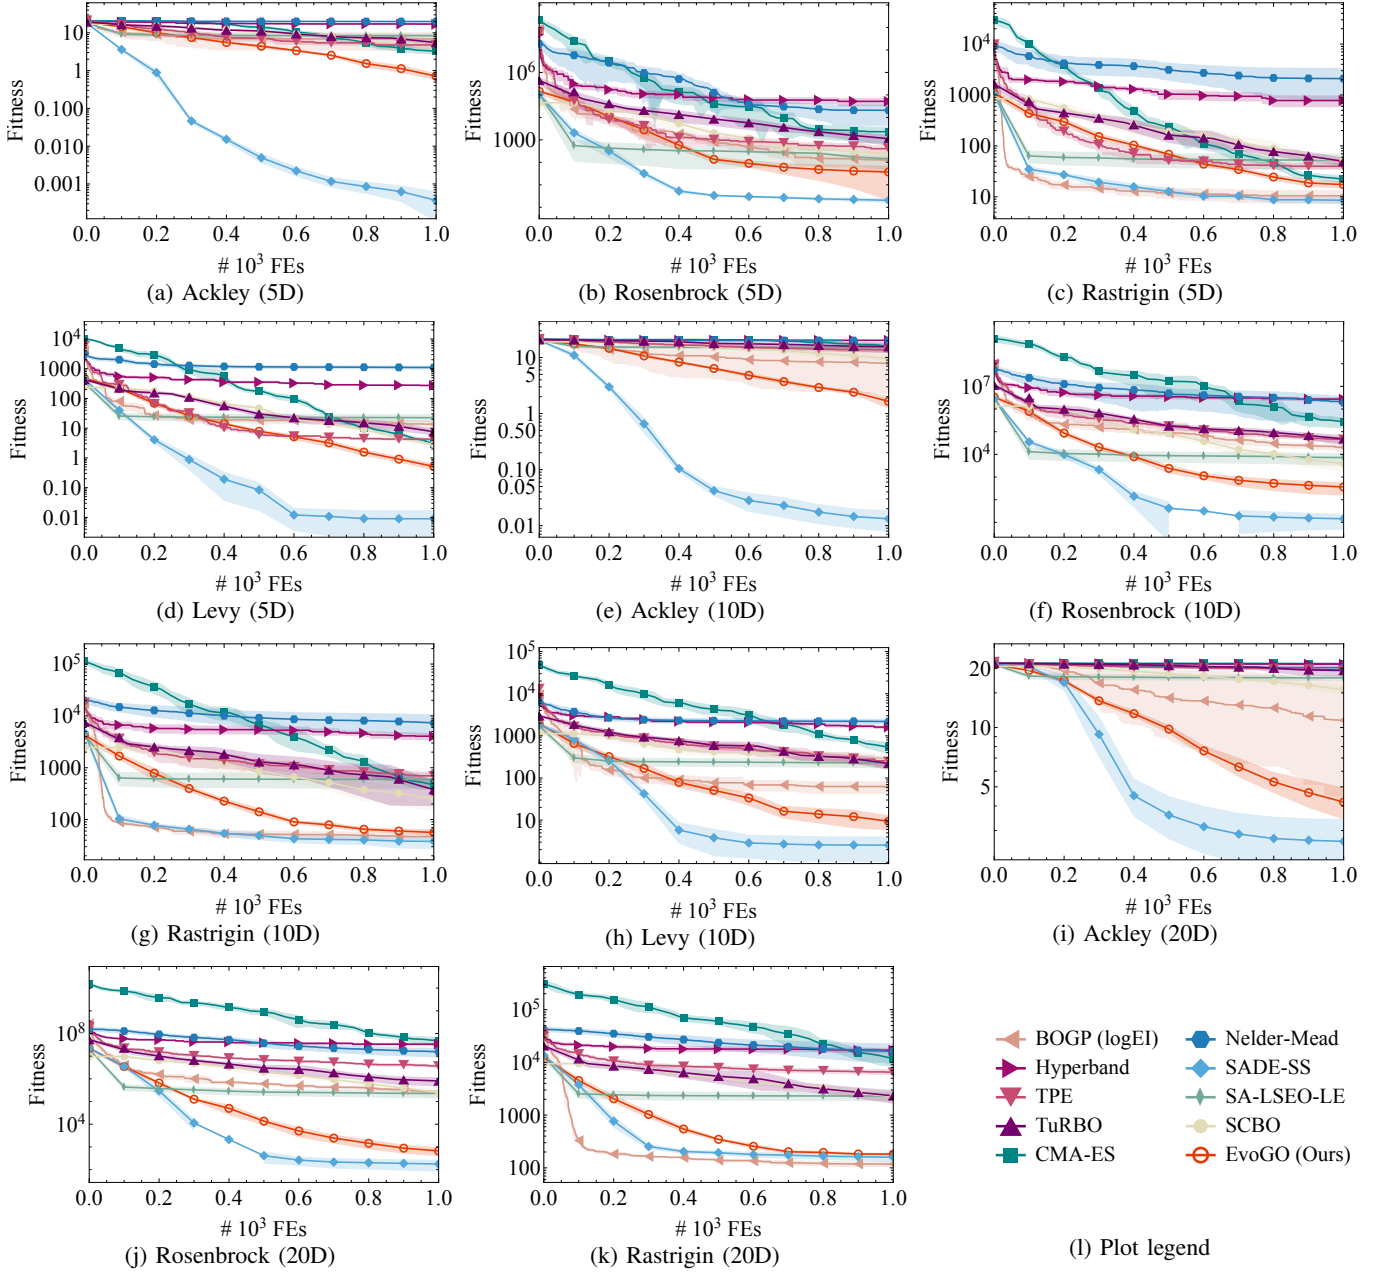 Fitness
10
1
0.100
0.010
0.001
0.0 0.2 0.4 0.6 0.8 1.0
# 10³ FEs
(a) Ackley (5D)
Fitness
10⁶
1000
0.0 0.2 0.4 0.6 0.8 1.0
# 10³ FEs
(b) Rosenbrock (5D)
Fitness
10⁴
1000
100
10
0.0 0.2 0.4 0.6 0.8 1.0
# 10³ FEs
(c) Rastrigin (5D)
Fitness
10⁴
1000
100
10
1
0.10
0.01
0.0 0.2 0.4 0.6 0.8 1.0
# 10³ FEs
(d) Levy (5D)
Fitness
10
5
1
0.5
0.10
0.05
0.01
0.0 0.2 0.4 0.6 0.8 1.0
# 10³ FEs
(e) Ackley (10D)
Fitness
10⁷
10⁴
0.0 0.2 0.4 0.6 0.8 1.0
# 10³ FEs
(f) Rosenbrock (10D)
Fitness
10⁵
10⁴
1000
100
0.0 0.2 0.4 0.6 0.8 1.0
# 10³ FEs
(g) Rastrigin (10D)
Fitness
10⁵
10⁴
1000
100
10
0.0 0.2 0.4 0.6 0.8 1.0
# 10³ FEs
(h) Levy (10D)
Fitness
20
10
5
0.0 0.2 0.4 0.6 0.8 1.0
# 10³ FEs
(i) Ackley (20D)
Fitness
10⁸
10⁴
0.0 0.2 0.4 0.6 0.8 1.0
# 10³ FEs
(j) Rosenbrock (20D)
Fitness
10⁵
10⁴
1000
100
0.0 0.2 0.4 0.6 0.8 1.0
# 10³ FEs
(k) Rastrigin (20D)
BOGP (logEI)
Hyperband
TPE
TuRBO
CMA-ES
Nelder-Mead
SADE-SS
SA-LSEO-LE
SCBO
EvoGO (Ours)
(l) Plot legend